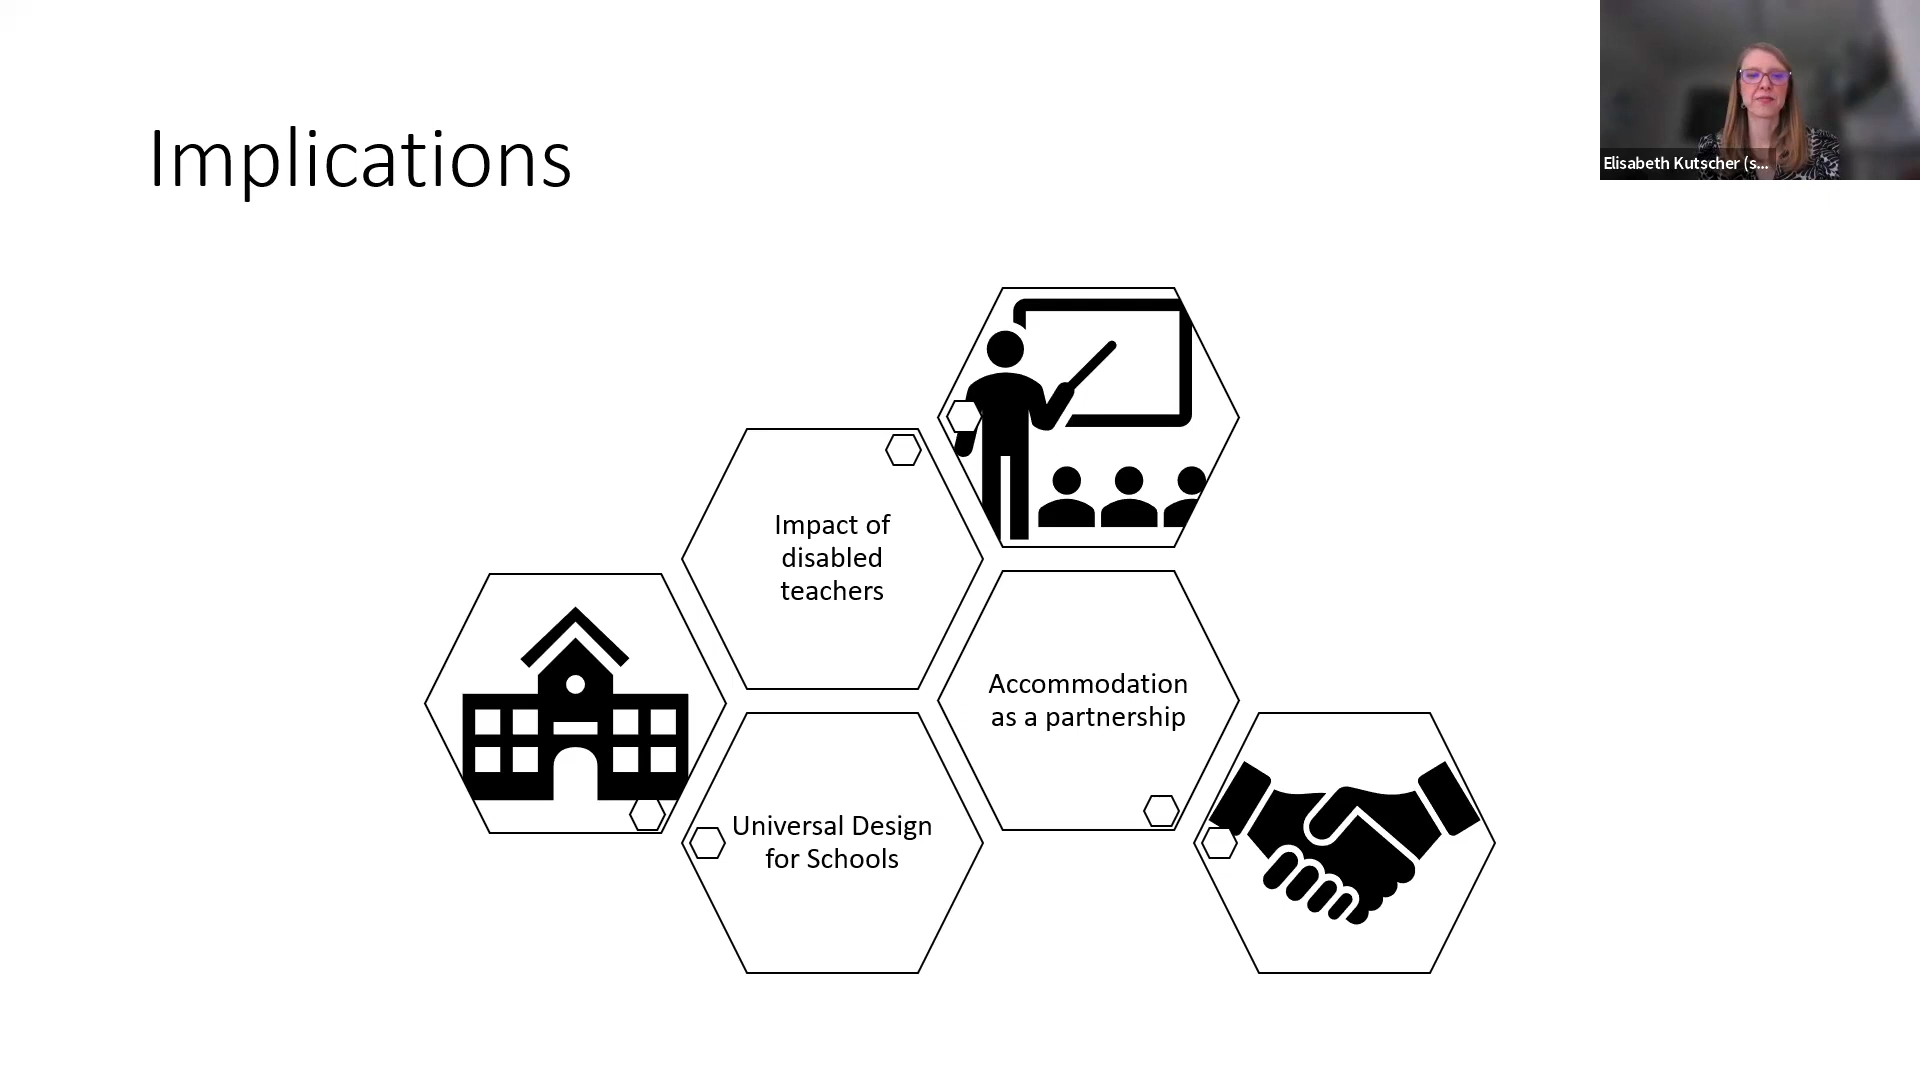 Implications
Elisabeth Kutscher (s...
Impact of
disabled
teachers
Accommodation
as a partnership
Universal Design
for Schools